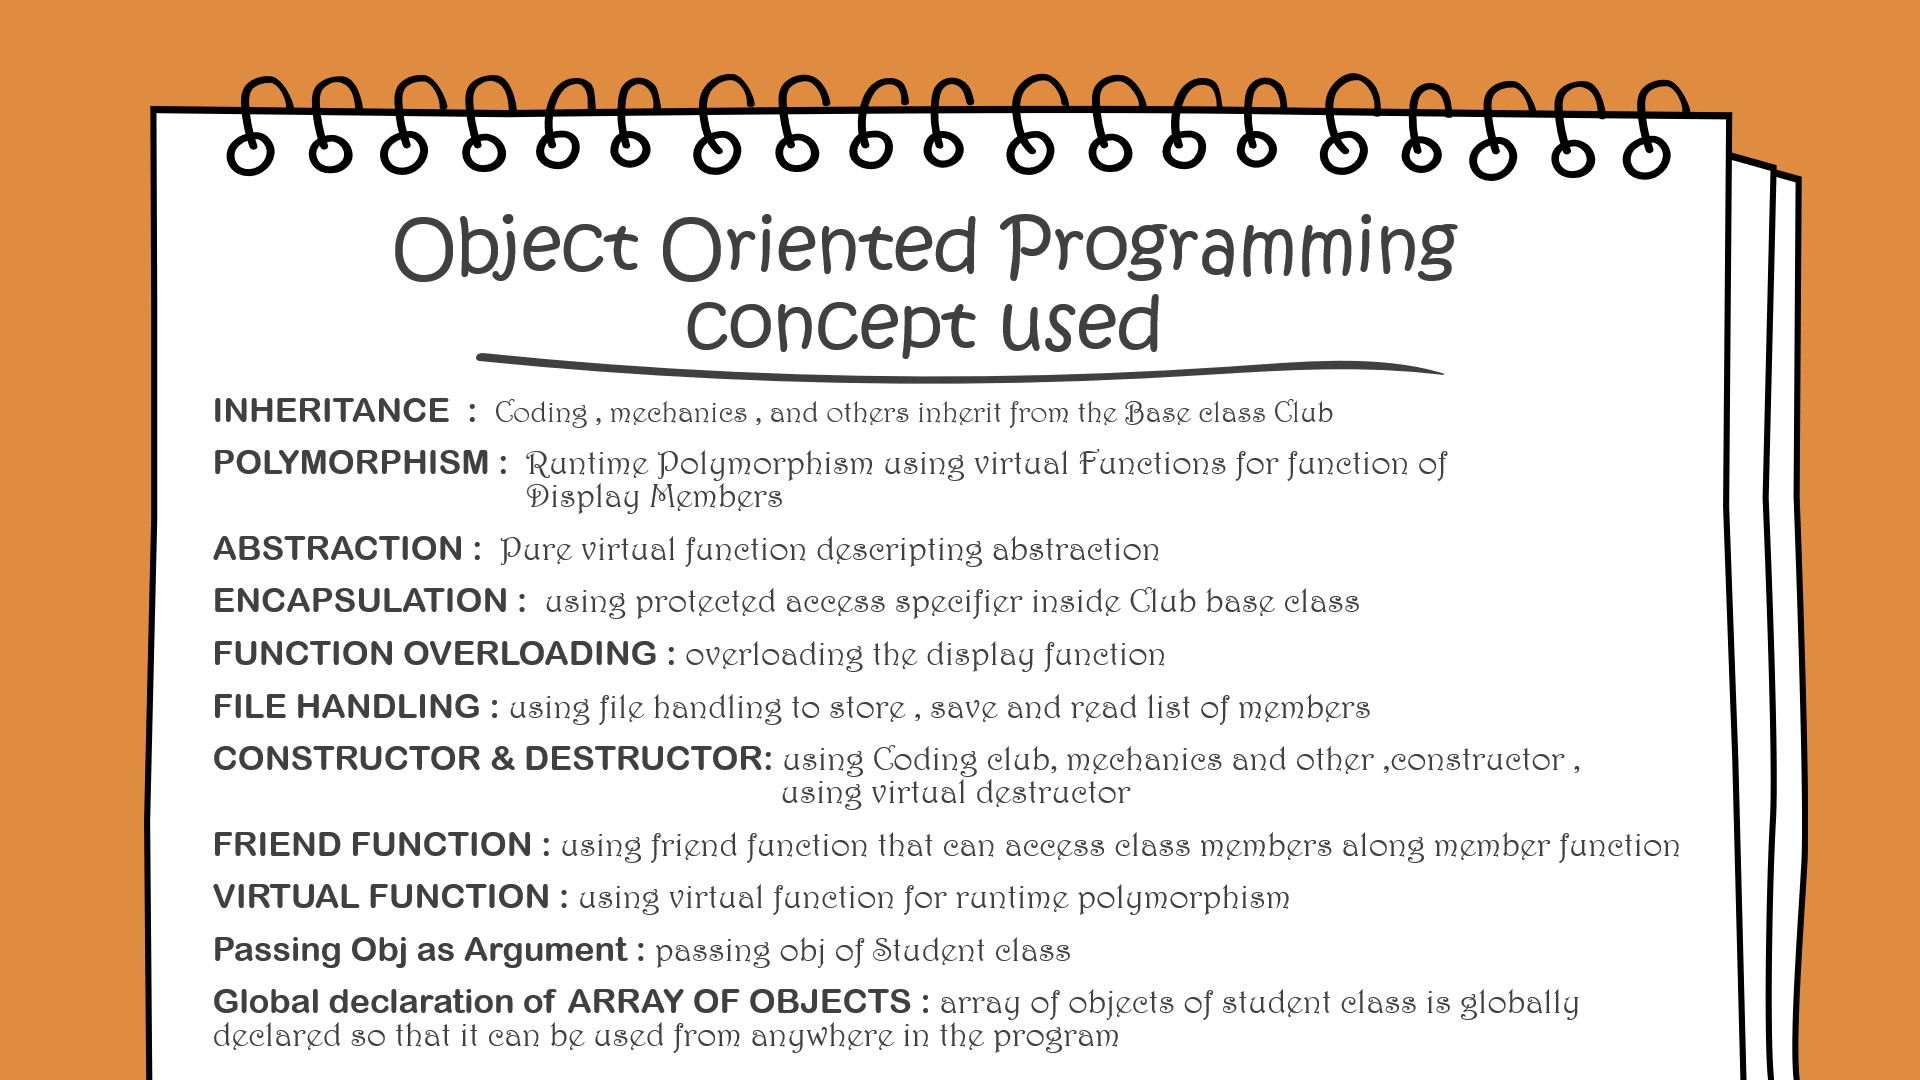 Object Oriented Programming
concept used
INHERITANCE : Coding , mechanics , and others inherit from the Base class Club
POLYMORPHISM : Runtime Polymorphism using virtual Functions for function of
Display Members
ABSTRACTION : Pure virtual function descripting abstraction
ENCAPSULATION : using protected access specifier inside Club base class
FUNCTION OVERLOADING : overloading the display function
FILE HANDLING : using file handling to store , save and read list of members
CONSTRUCTOR & DESTRUCTOR: using Coding club, mechanics and other ,constructor ,
using virtual destructor
FRIEND FUNCTION : using friend function that can access class members along member function
VIRTUAL FUNCTION : using virtual function for runtime polymorphism
Passing Obj as Argument : passing obj of Student class
Global declaration of ARRAY OF OBJECTS : array of objects of student class is globally
declared so that it can be used from anywhere in the program